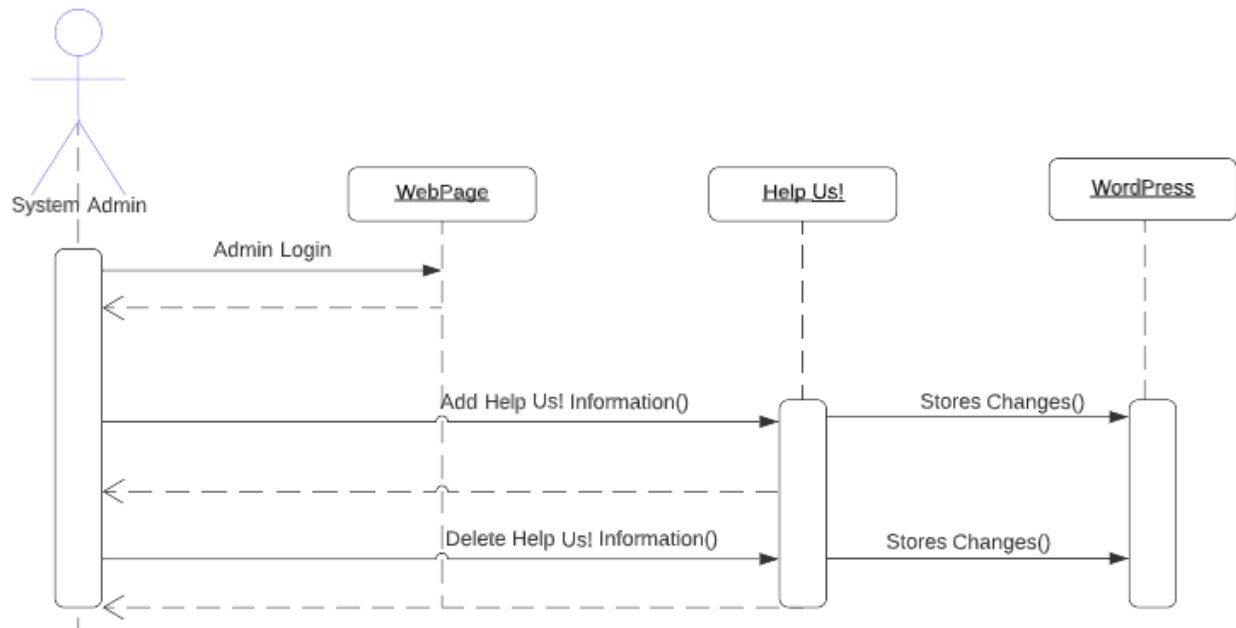 System Admin
WebPage
Help Us!
WordPress
Admin Login
Add Help Us! Information()
Stores Changes()
Delete Help Us! Information()
Stores Changes()